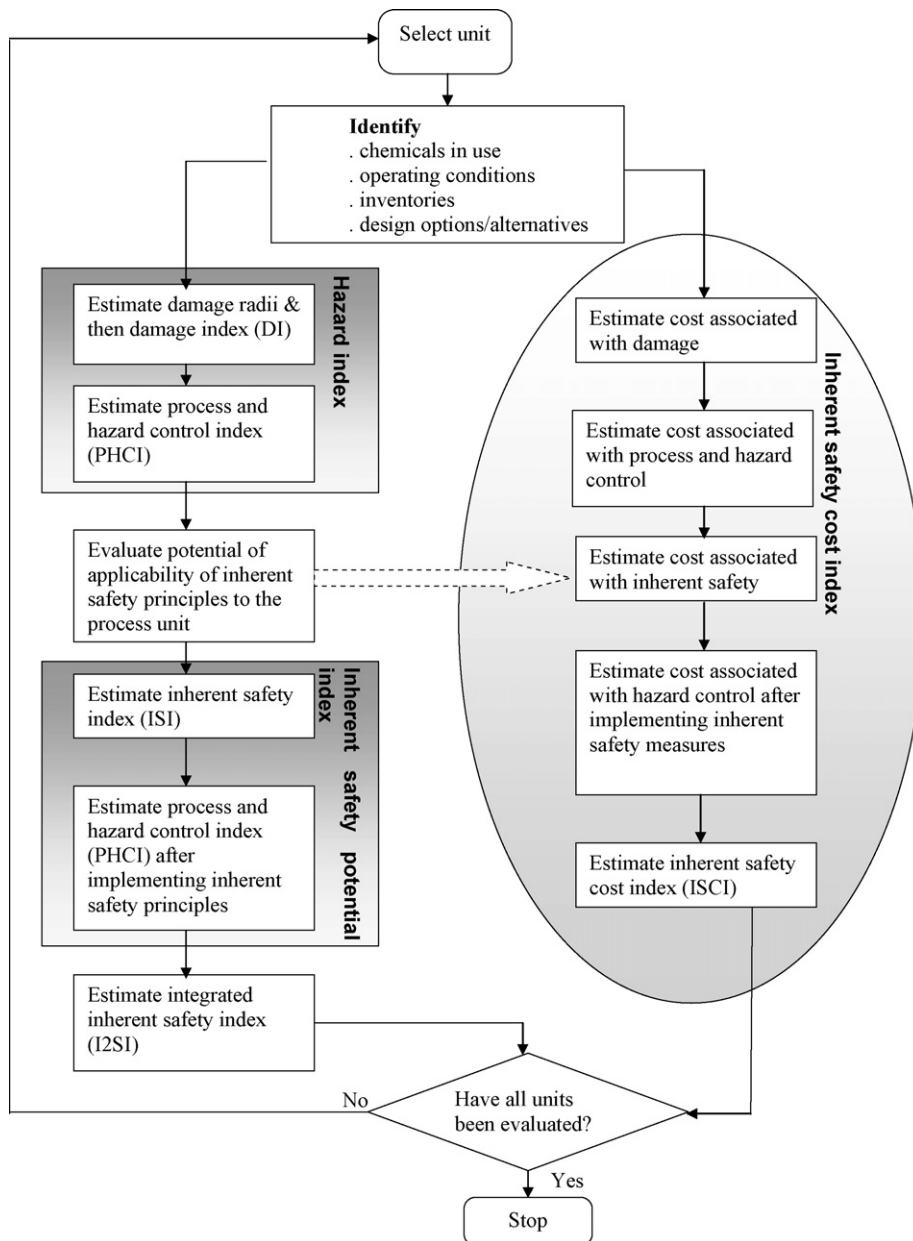 Select unit
Identify
. chemicals in use
. operating conditions
. inventories
. design options/alternatives
Hazard index
Estimate damage radii &
then damage index (DI)
Estimate process and
hazard control index
(PHCI)
Evaluate potential of
applicability of inherent
safety principles to the
process unit
Inherent safety potential
index
Estimate inherent safety
index (ISI)
Estimate process and
hazard control index
(PHCI) after
implementing inherent
safety principles
Estimate integrated
inherent safety index
(I2SI)
Inherent safety cost index
Estimate cost associated
with damage
Estimate cost associated
with process and hazard
control
Estimate cost associated
with inherent safety
Estimate cost associated
with hazard control after
implementing inherent
safety measures
Estimate inherent safety
cost index (ISCI)
No
Have all units
been evaluated?
Yes
Stop